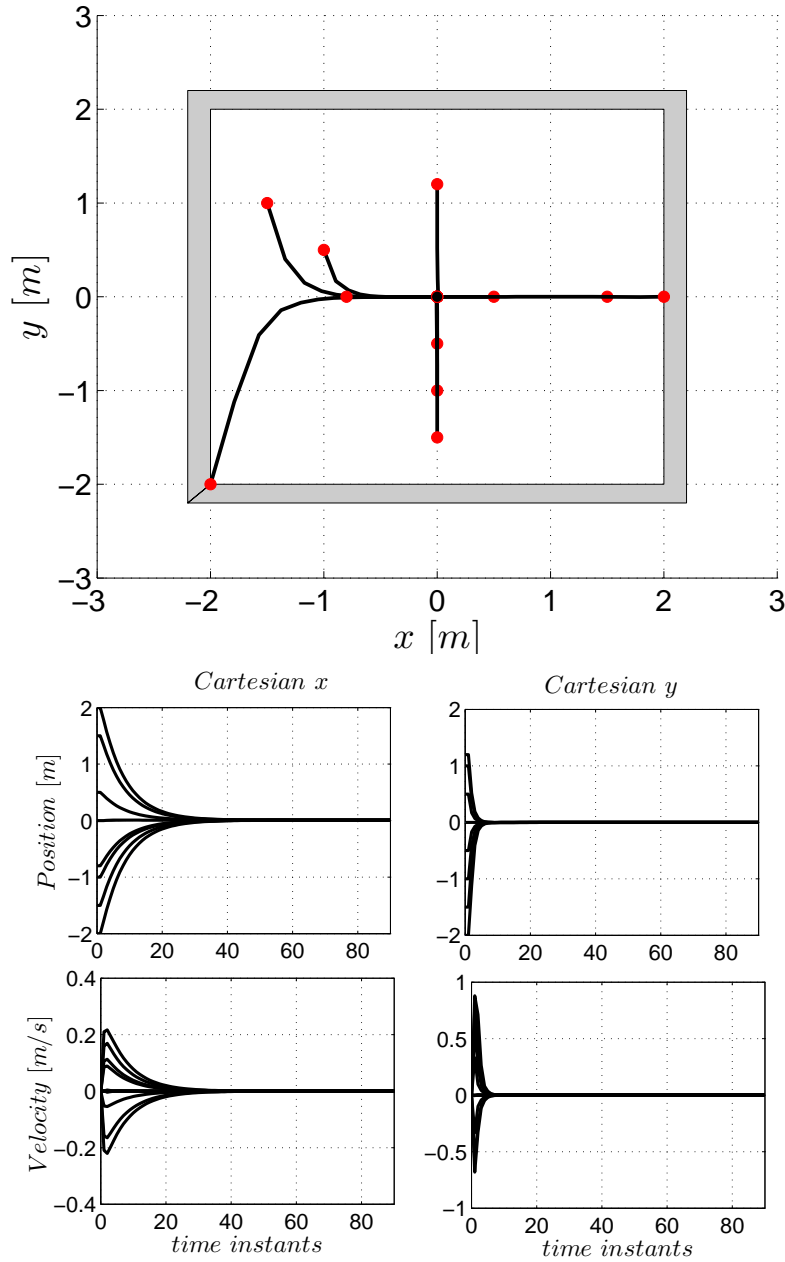 3
2
1
0
−1
−2
−3
y [m]
−3 −2 −1 0 1 2 3
x [m]
Cartesian x
2
1
0
−1
−2
Position [m]
0 20 40 60 80
Cartesian y
2
1
0
−1
−2
0 20 40 60 80
0.4
0.2
0
−0.2
−0.4
Velocity [m/s]
0 20 40 60 80
time instants
1
0.5
0
−0.5
−1
0 20 40 60 80
time instants